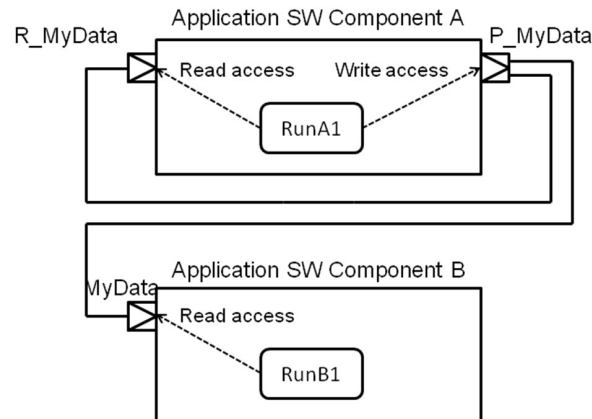 Application SW Component A
R_MyData
P_MyData
Read access
Write access
RunA1
Application SW Component B
MyData
Read access
RunB1